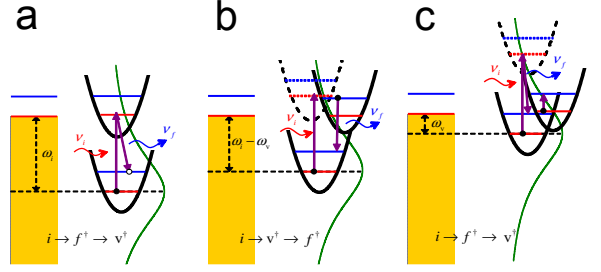 a
b
c
ν_i
ν_f
ω_i
i → f† → v†
ν_i
ν_f
ω_i − ω_v
i → v† → f†
ν_i
ν_f
ω_v
i → f† → v†